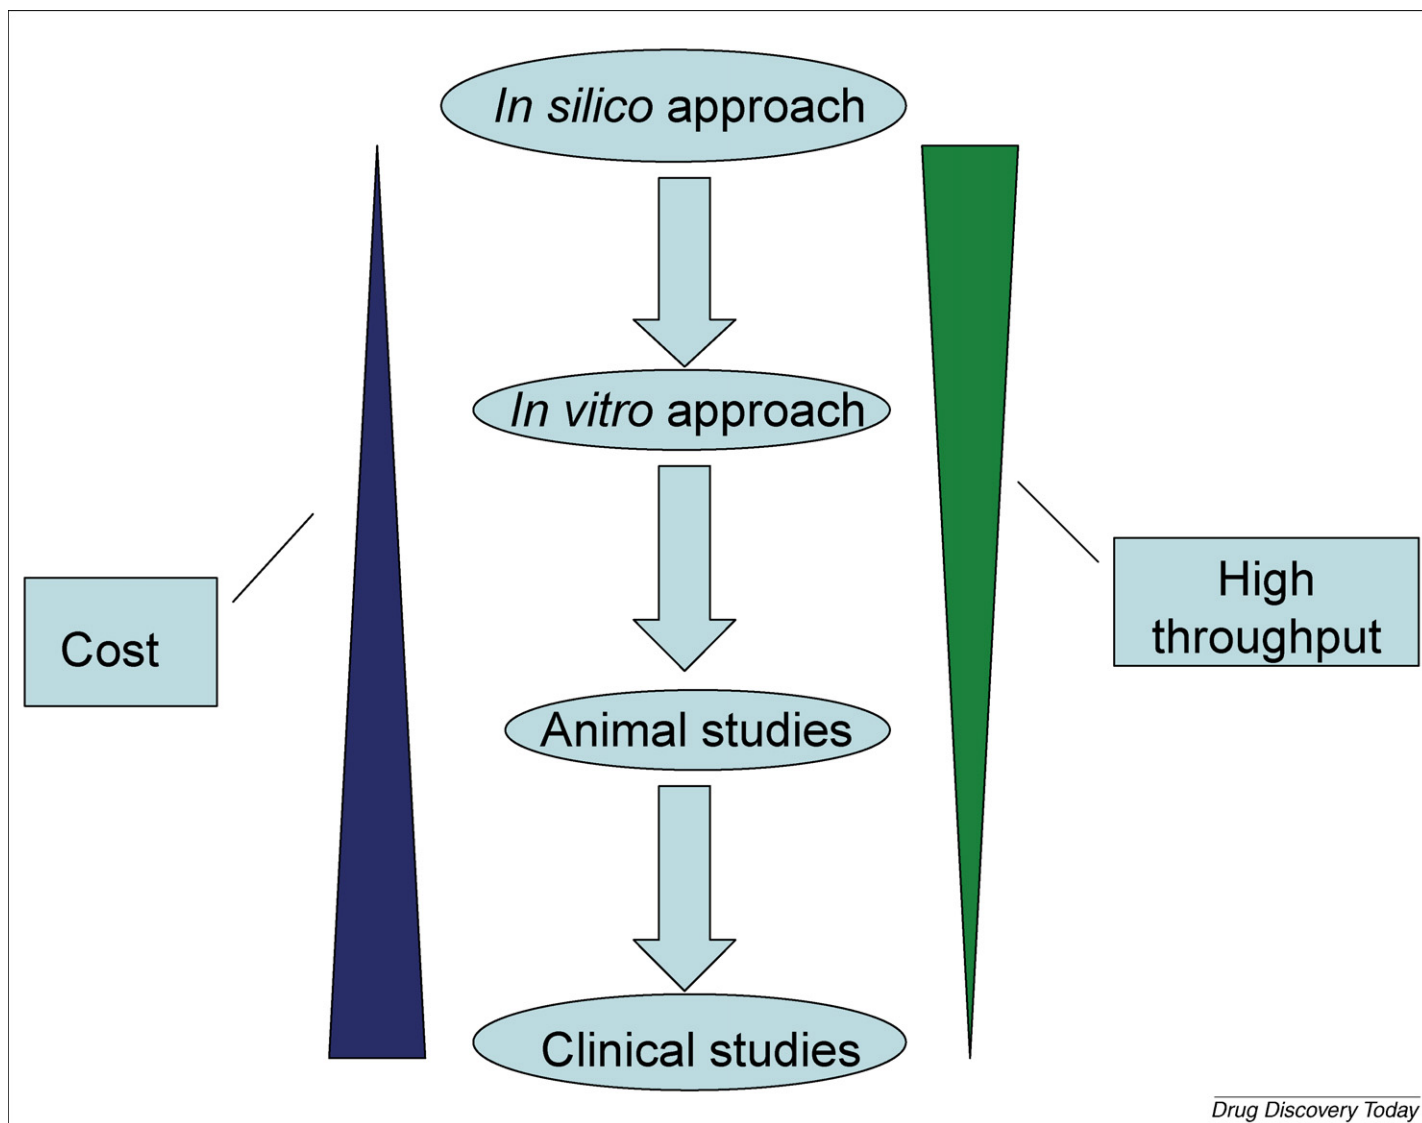 In silico approach
In vitro approach
Cost
High
throughput
Animal studies
Clinical studies
Drug Discovery Today